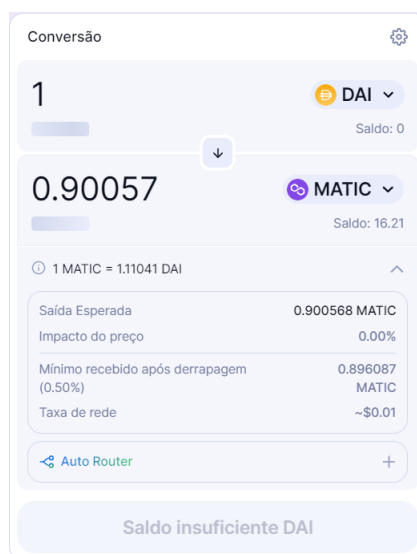 Conversão
1
DAI
Saldo: 0
0.90057
MATIC
Saldo: 16.21
1 MATIC = 1.11041 DAI
Saída Esperada 0.900568 MATIC
Impacto do preço 0.00%
Mínimo recebido após derrapagem 0.896087
(0.50%) MATIC
Taxa de rede ~$0.01
Auto Router
Saldo insuficiente DAI